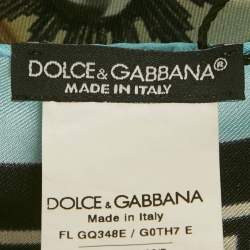 DOLCE & GABBANA®
MADE IN ITALY
DOLCE & GABBANA
Made in Italy
FL GQ348E / G0TH7 E